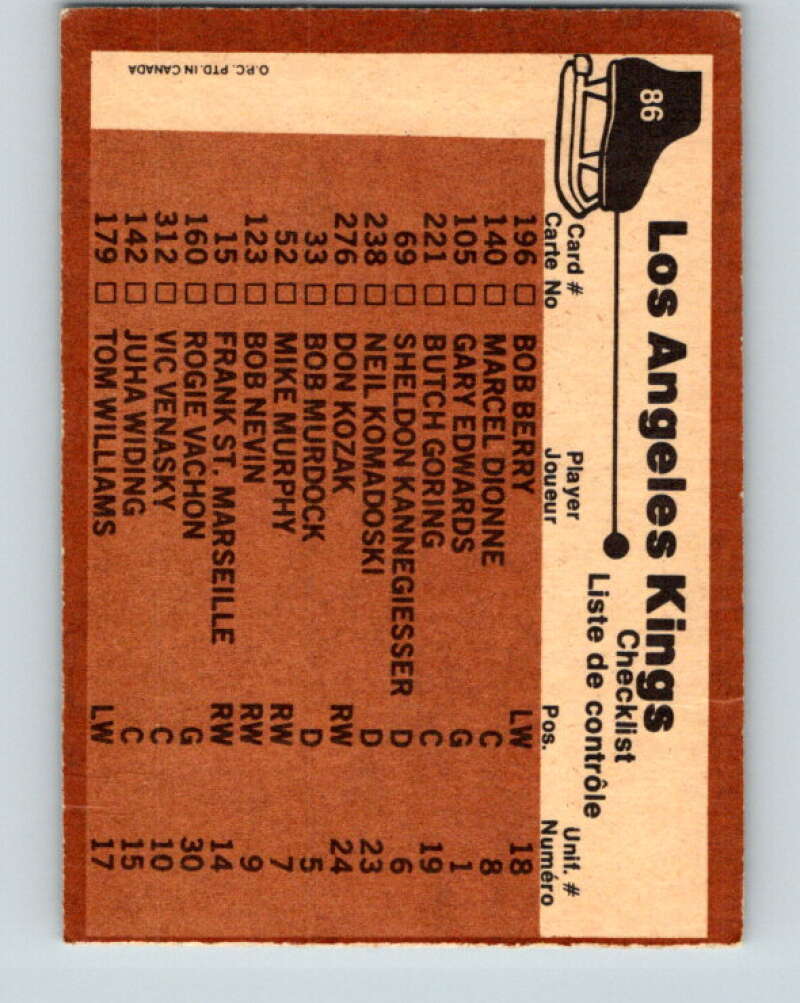 86
Los Angeles Kings
Checklist
Liste de contrôle
Card # Player Pos. Unif. #
Carte No Joueur Numéro
196 □ BOB BERRY LW 18
140 □ MARCEL DIONNE C 8
105 □ GARY EDWARDS G 1
221 □ BUTCH GORING C 19
69 □ SHELDON KANNEGIESSER D 6
238 □ NEIL KOMADOSKI D 23
276 □ DON KOZAK RW 24
33 □ BOB MURDOCK D 5
52 □ MIKE MURPHY RW 7
123 □ BOB NEVIN RW 9
15 □ FRANK ST. MARSEILLE RW 14
160 □ ROGIE VACHON G 30
312 □ VIC VENASKY C 10
142 □ JUHA WIDING C 15
179 □ TOM WILLIAMS LW 17
O.P.C. PTD. IN CANADA